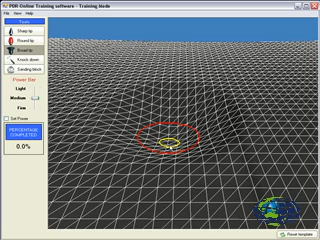 PDR-Online Training software - Training Mode
File View Help
Tools
Sharp tip
Round tip
Broad tip
Knock down
Sanding block
Power Bar
Light
Medium
Firm
Set Power
PERCENTAGE
COMPLETED
0.0%
Reset template